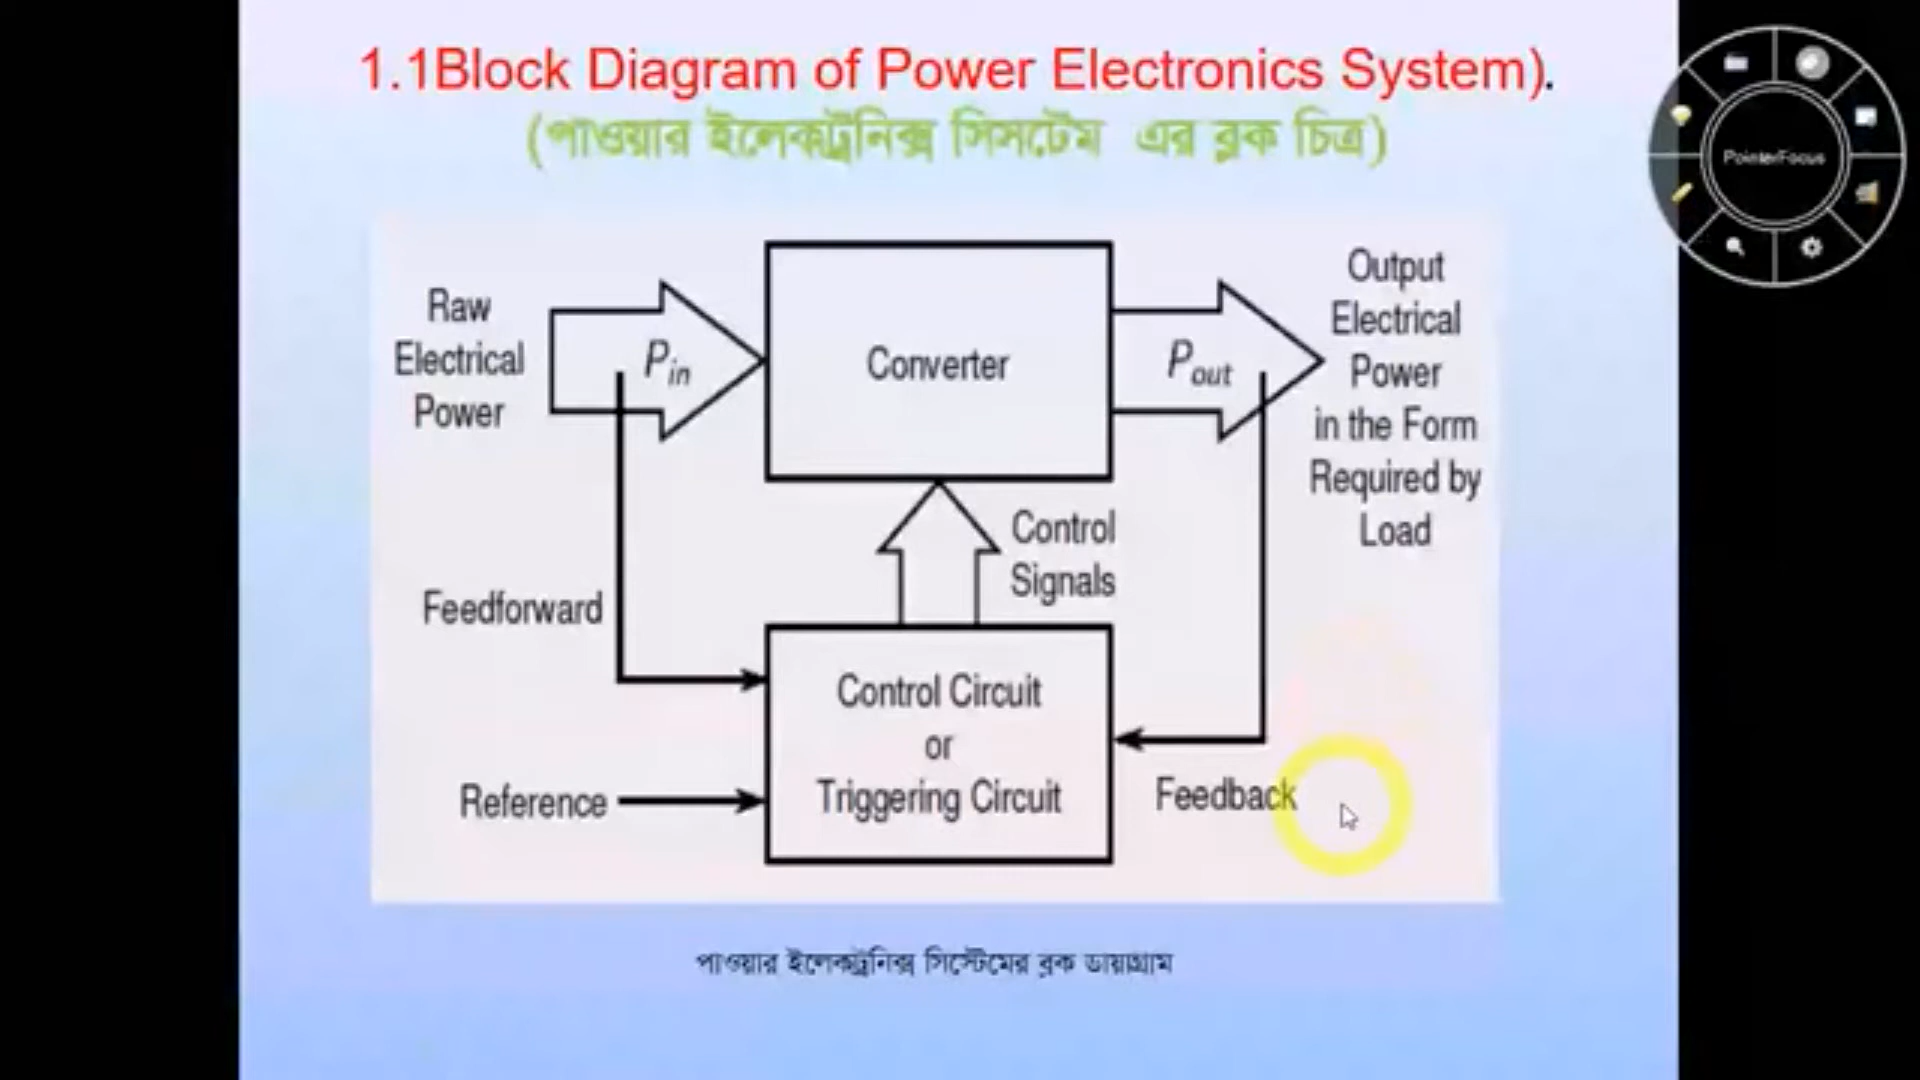 1.1Block Diagram of Power Electronics System).
(পাওয়ার ইলেকট্রনিক্স সিসটেম এর ব্লক চিত্র)
PointerFocus
Raw
Electrical
Power
Pin
Converter
Pout
Output
Electrical
Power
in the Form
Required by
Load
Control
Signals
Feedforward
Control Circuit
or
Triggering Circuit
Reference
Feedback
পাওয়ার ইলেকট্রনিক্স সিস্টেমের ব্লক ডায়াগ্রাম